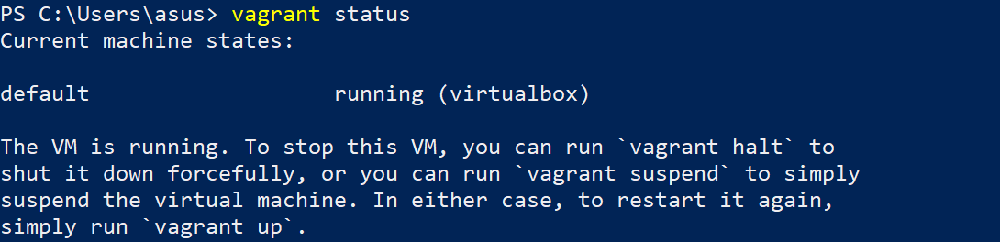 PS C:\Users\asus> vagrant status
Current machine states:
default                   running (virtualbox)
The VM is running. To stop this VM, you can run `vagrant halt` to
shut it down forcefully, or you can run `vagrant suspend` to simply
suspend the virtual machine. In either case, to restart it again,
simply run `vagrant up`.